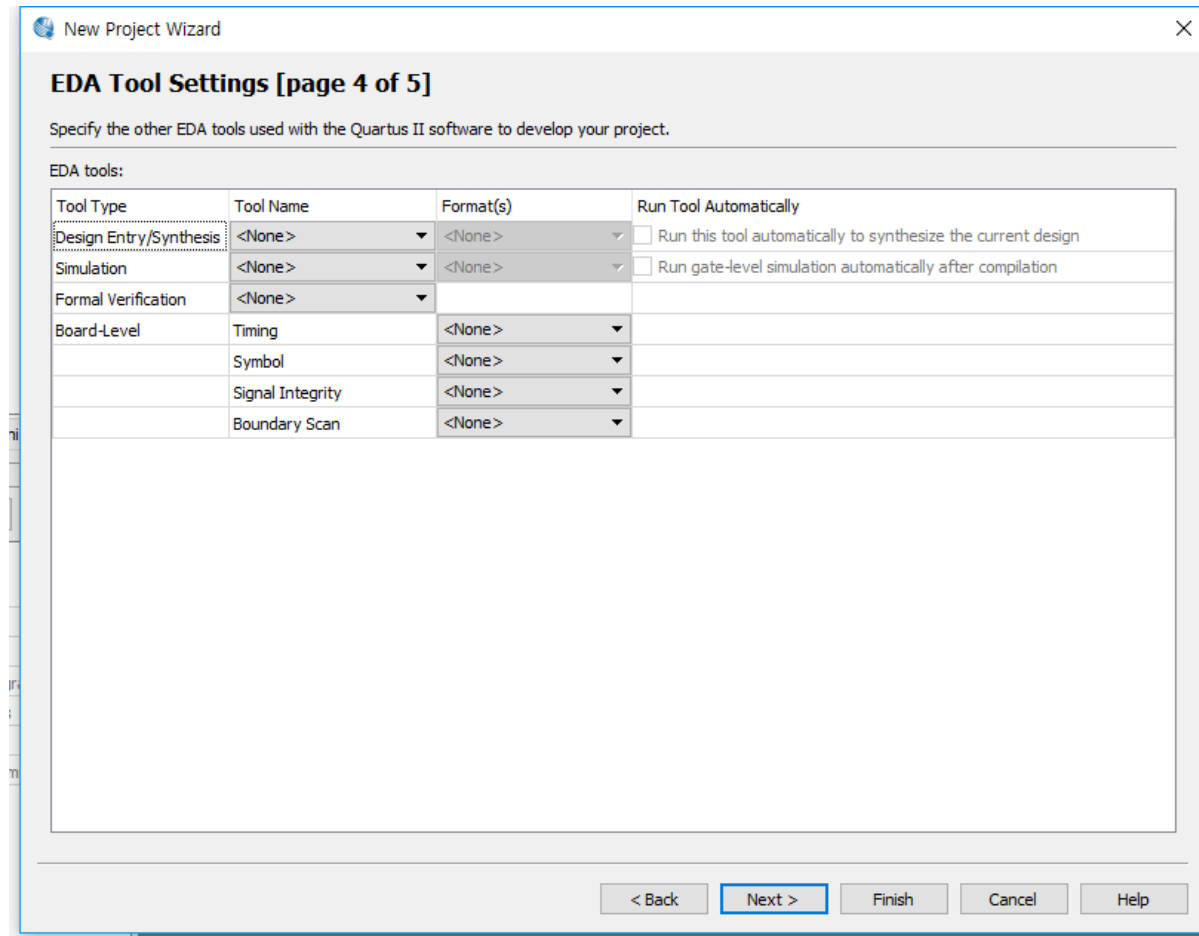 New Project Wizard
EDA Tool Settings [page 4 of 5]
Specify the other EDA tools used with the Quartus II software to develop your project.
EDA tools:
Tool Type Tool Name Format(s) Run Tool Automatically
Design Entry/Synthesis <None> <None> Run this tool automatically to synthesize the current design
Simulation <None> <None> Run gate-level simulation automatically after compilation
Formal Verification <None>
Board-Level Timing <None>
Symbol <None>
Signal Integrity <None>
Boundary Scan <None>
< Back Next > Finish Cancel Help